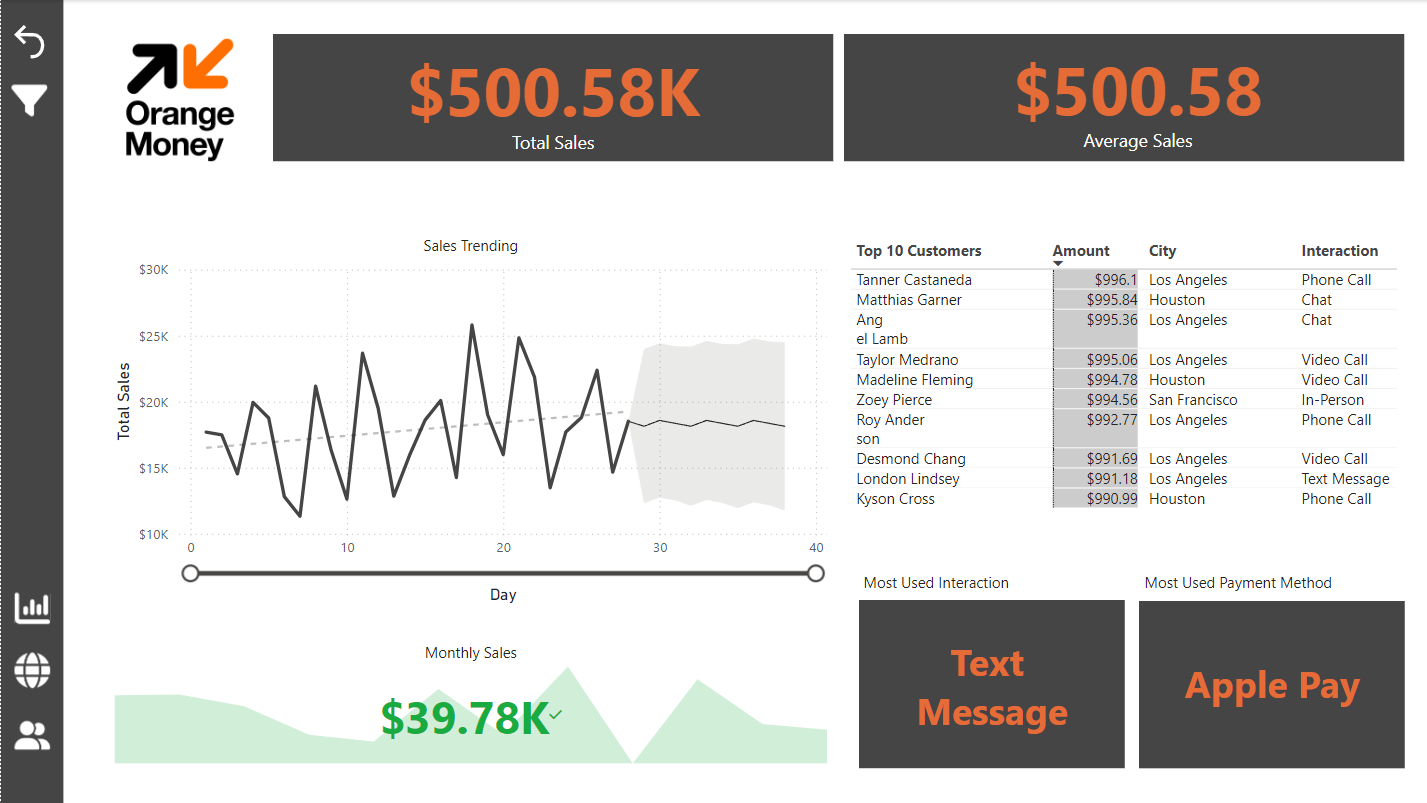 Orange
Money
$500.58K
Total Sales
$500.58
Average Sales
Sales Trending
Total Sales
$30K
$25K
$20K
$15K
$10K
0 10 20 30 40
Day
Top 10 Customers Amount City Interaction
Tanner Castaneda $996.1 Los Angeles Phone Call
Matthias Garner $995.84 Houston Chat
Ang $995.36 Los Angeles Chat
el Lamb
Taylor Medrano $995.06 Los Angeles Video Call
Madeline Fleming $994.78 Houston Video Call
Zoey Pierce $994.56 San Francisco In-Person
Roy Ander $992.77 Los Angeles Phone Call
son
Desmond Chang $991.69 Los Angeles Video Call
London Lindsey $991.18 Los Angeles Text Message
Kyson Cross $990.99 Houston Phone Call
Monthly Sales
$39.78K
Most Used Interaction
Text
Message
Most Used Payment Method
Apple Pay